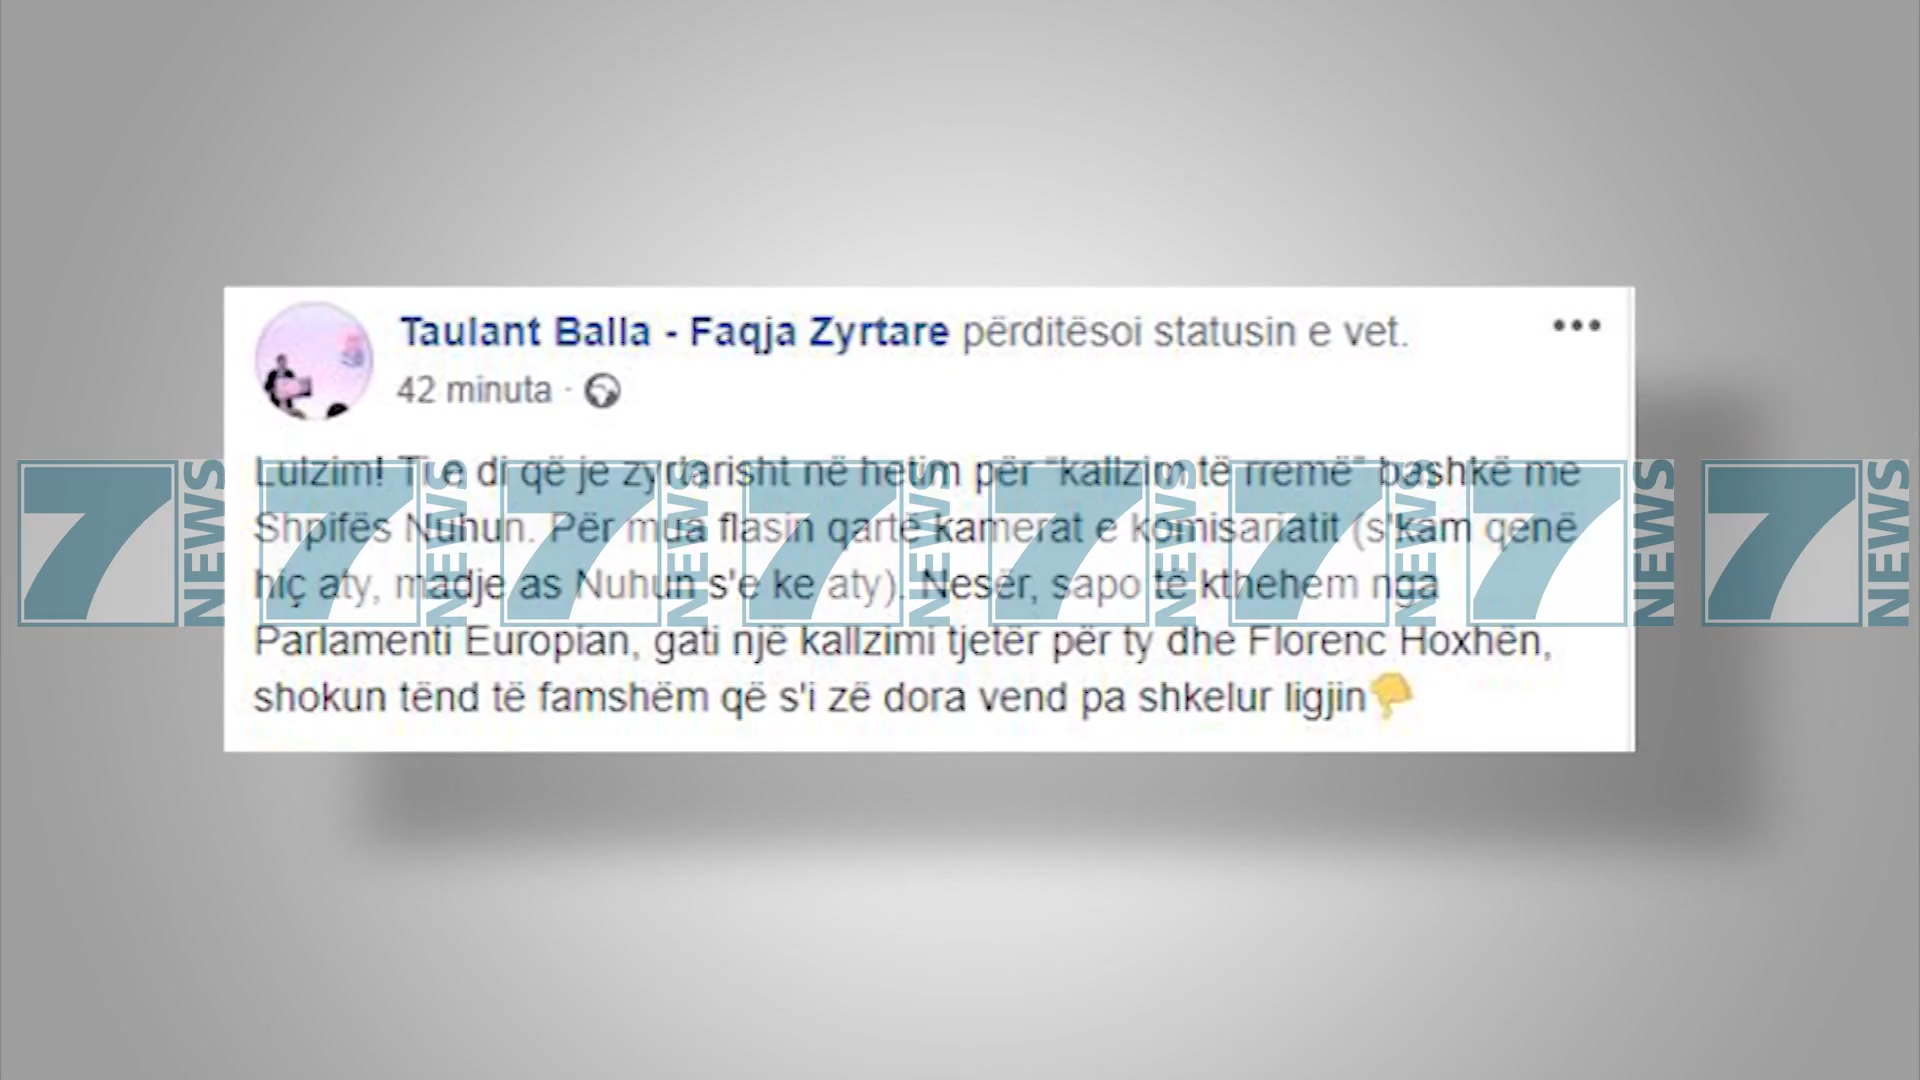 Taulant Balla - Faqja Zyrtare përditësoi statusin e vet.
42 minuta ·
Lulzim! Ti e di që je zyrtarisht në hetim për "kallzim të rremë" bashkë me
Shpifës Nuhun. Për mua flasin qartë kamerat e komisariatit (s'kam qenë
hiç aty, madje as Nuhun s'e ke aty). Nesër, sapo të kthehem nga
Parlamenti Europian, gati një kallzimi tjetër për ty dhe Florenc Hoxhën,
shokun tënd të famshëm që s'i zë dora vend pa shkelur ligjin
7 NEWS 7 NEWS 7 NEWS 7 NEWS 7 NEWS 7 NEWS 7 NEWS 7 NEWS